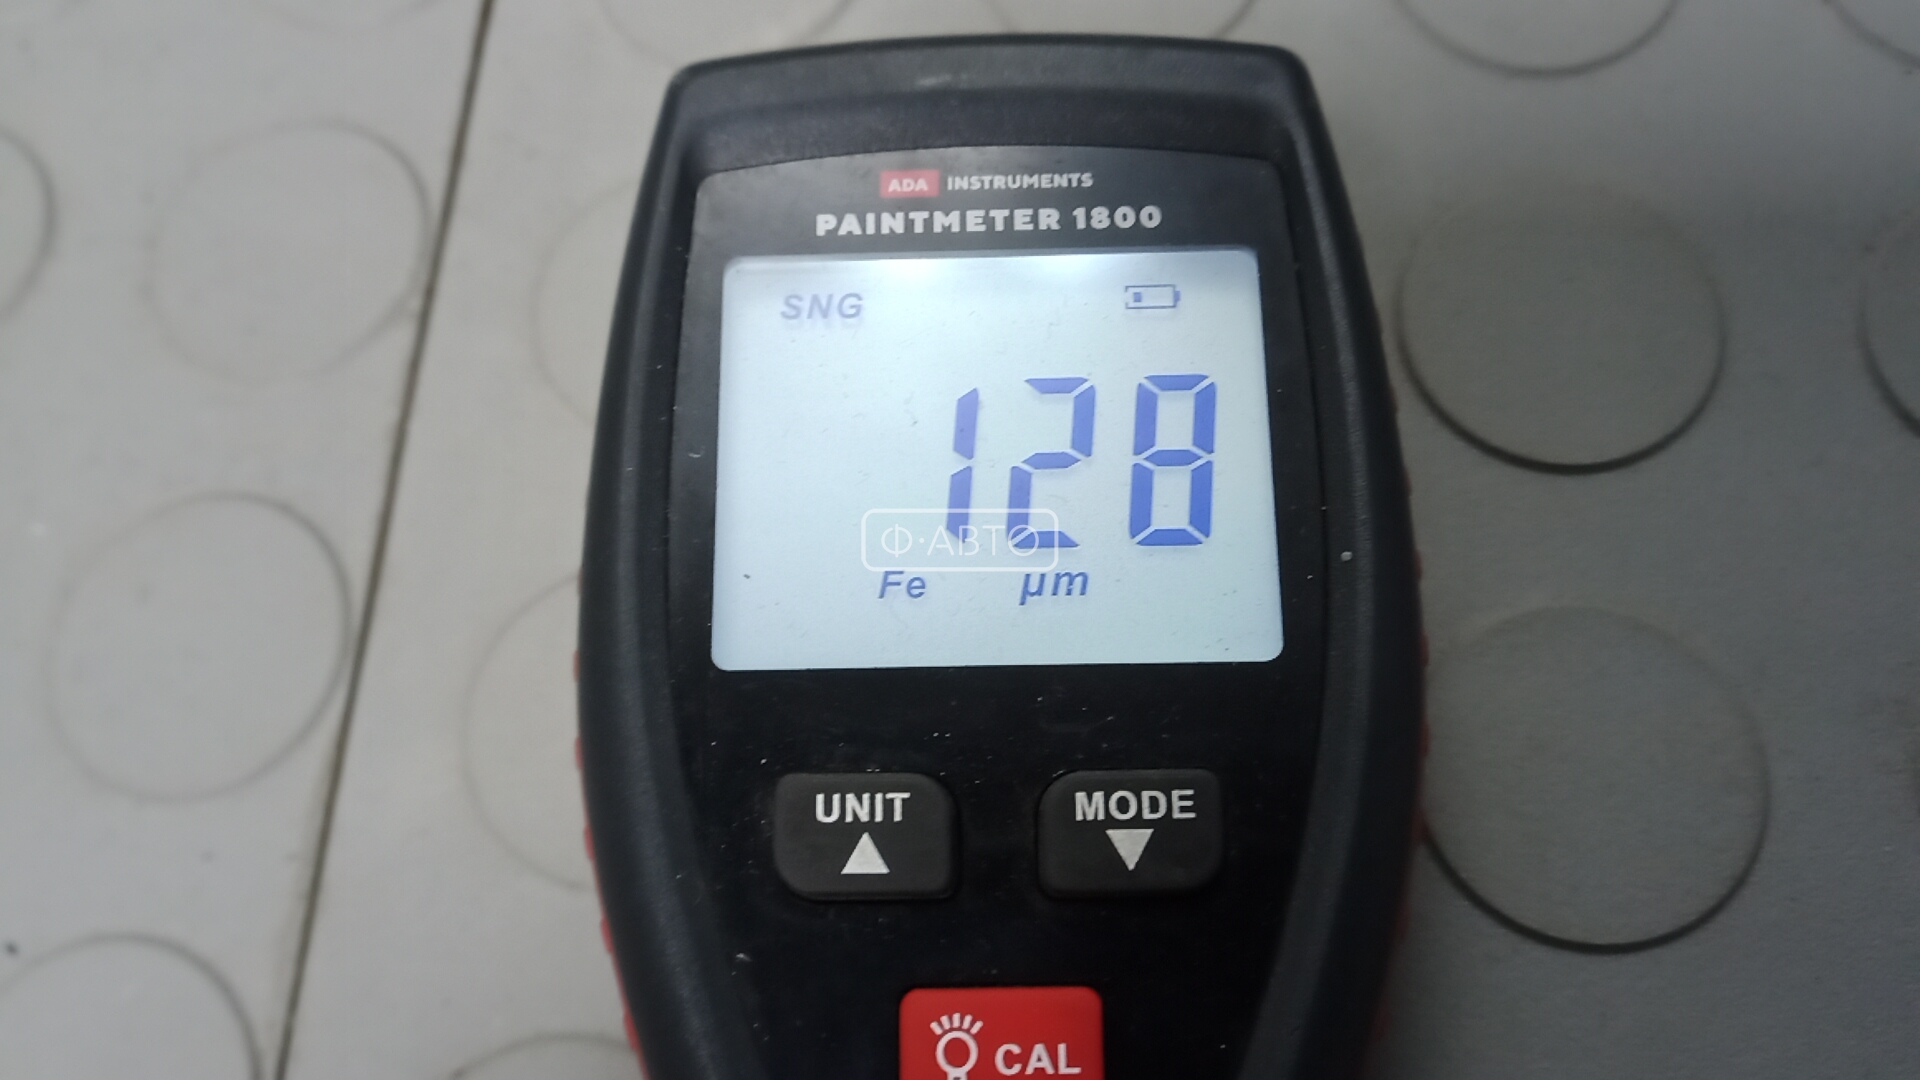 ADA INSTRUMENTS
PAINTMETER 1800
SNG
128
Ф·АВТО
Fe µm
UNIT MODE
CAL